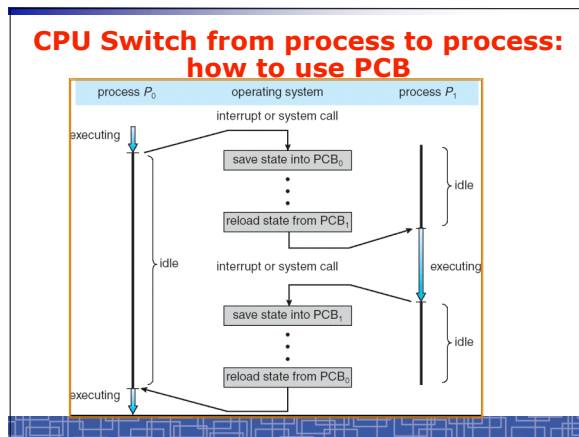 CPU Switch from process to process:
how to use PCB
process P₀ operating system process P₁
interrupt or system call
executing
save state into PCB₀
idle
reload state from PCB₁
idle
interrupt or system call
executing
save state into PCB₁
idle
reload state from PCB₀
executing